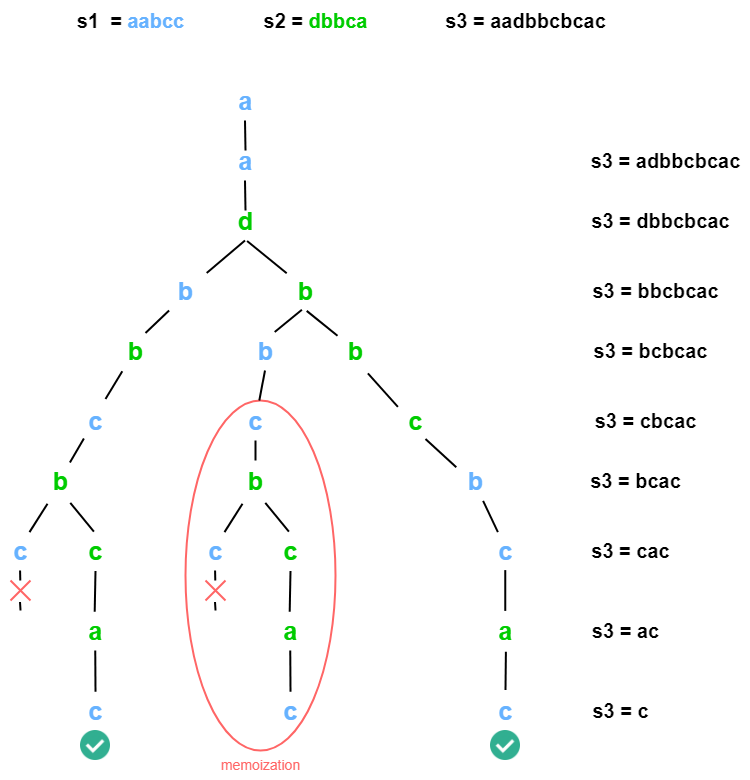 s1 = aabcc s2 = dbbca s3 = aadbbcbcac
a
a s3 = adbbcbcac
d s3 = dbbcbcac
b b s3 = bbcbcac
b b b s3 = bcbcac
c c c s3 = cbcac
b b b s3 = bcac
c c c c c s3 = cac
a a a s3 = ac
c c c s3 = c
memoization